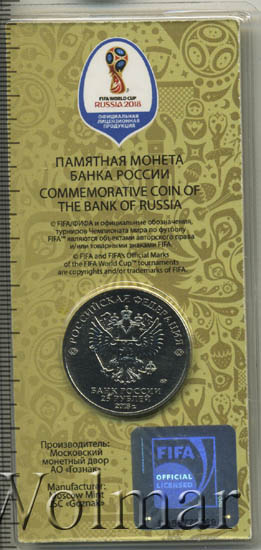 FIFA WORLD CUP
RUSSIA 2018
ОФИЦИАЛЬНАЯ
ЛИЦЕНЗИОННАЯ
ПРОДУКЦИЯ
ПАМЯТНАЯ МОНЕТА
БАНКА РОССИИ
COMMEMORATIVE COIN OF
THE BANK OF RUSSIA
© FIFA/ФИФА и официальные обозначения,
турниров Чемпионата мира по футболу
FIFA™ являются объектами авторского права
и/или товарными знаками FIFA.
© FIFA and FIFA's Official Marks
of the FIFA World Cup™ tournaments
are copyrights and/or trademarks of FIFA.
РОССИЙСКАЯ ФЕДЕРАЦИЯ
БАНК РОССИИ
25 РУБЛЕЙ
2018 г.
Производитель:
Московский
монетный двор
АО «Гознак»
Manufacturer:
Moscow Mint
JSC «Goznak»
FIFA
OFFICIAL
LICENSED
Wolmar